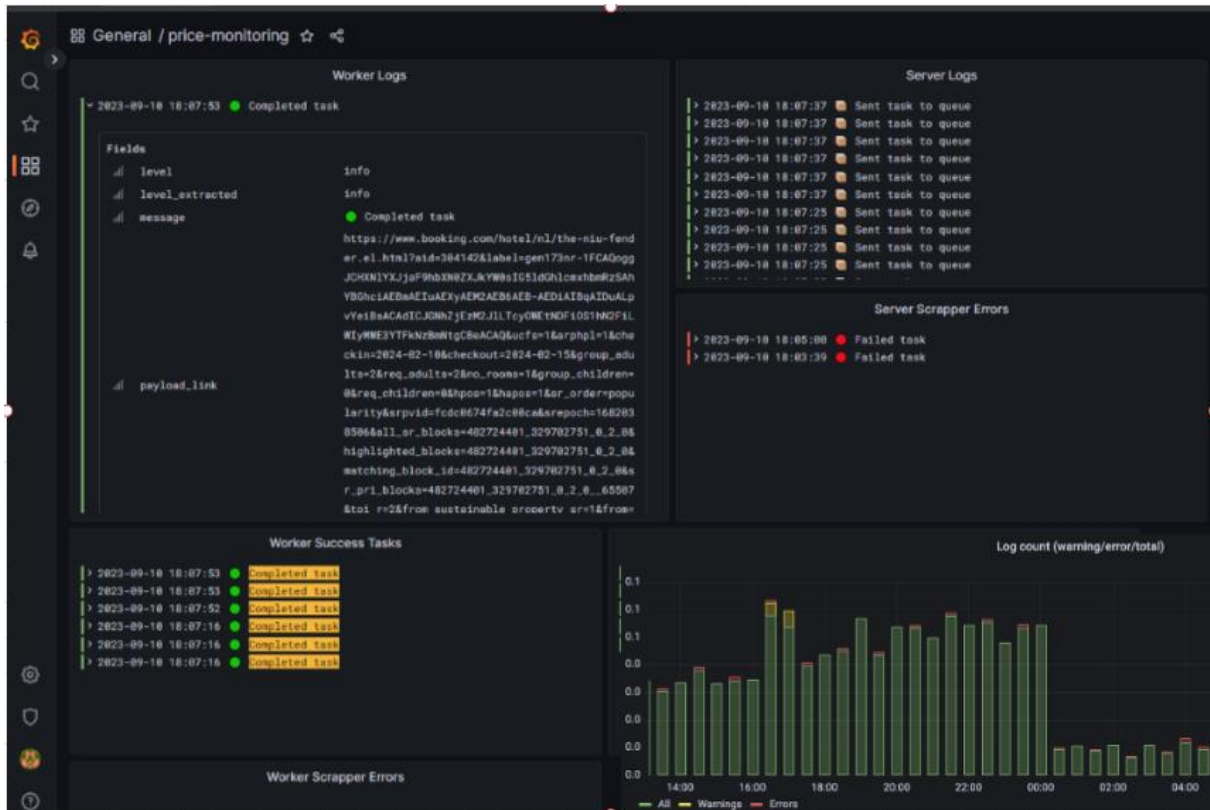 General / price-monitoring
Worker Logs
2023-09-10 18:07:53 Completed task
Fields
level info
level_extracted info
message Completed task
payload_link
https://www.booking.com/hotel/nl/the-niu-fend
er.el.html?aid=304142&label=gen173nr-
ckin=2024-02-10&checkout=2024-02-15&group_adu
lts=2&req_adults=2&no_rooms=1&group_children=
0&req_children=0&hpos=1&hapos=1&sr_order=popu
highlighted_blocks=482724401_329702751_0_2_0&
matching_block_id=482724401_329702751_0_2_0&s
r_pri_blocks=482724401_329702751_0_2_0__65507
Server Logs
2023-09-10 18:07:37 Sent task to queue
2023-09-10 18:07:37 Sent task to queue
2023-09-10 18:07:37 Sent task to queue
2023-09-10 18:07:37 Sent task to queue
2023-09-10 18:07:37 Sent task to queue
2023-09-10 18:07:37 Sent task to queue
2023-09-10 18:07:25 Sent task to queue
2023-09-10 18:07:25 Sent task to queue
2023-09-10 18:07:25 Sent task to queue
2023-09-10 18:07:25 Sent task to queue
Server Scrapper Errors
2023-09-10 18:05:00 Failed task
2023-09-10 18:03:39 Failed task
Worker Success Tasks
2023-09-10 18:07:53 Completed task
2023-09-10 18:07:53 Completed task
2023-09-10 18:07:52 Completed task
2023-09-10 18:07:16 Completed task
2023-09-10 18:07:16 Completed task
2023-09-10 18:07:16 Completed task
Log count (warning/error/total)
0.1
0.1
0.1
0.0
0.0
0.0
0.0
0.0
14:00 16:00 18:00 20:00 22:00 00:00 02:00 04:00
All Warnings Errors
Worker Scrapper Errors